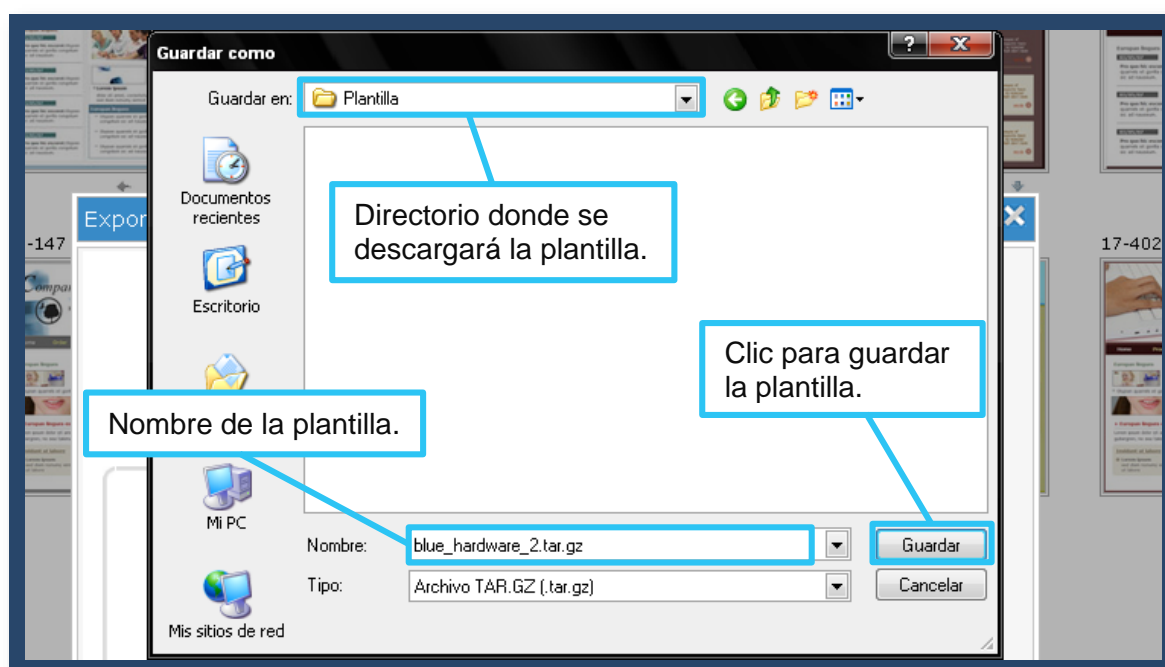 Guardar como
Guardar en:
Plantilla
Documentos
recientes
Directorio donde se
descargará la plantilla.
Expor
-147
17-402
Escritorio
Clic para guardar
la plantilla.
Nombre de la plantilla.
Mi PC
Nombre:
blue_hardware_2.tar.gz
Guardar
Tipo:
Archivo TAR.GZ (.tar.gz)
Cancelar
Mis sitios de red